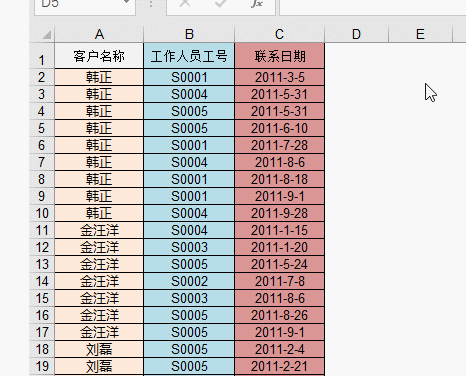 D5 fx
A B C D E
1 客户名称 工作人员工号 联系日期
2 韩正 S0001 2011-3-5
3 韩正 S0004 2011-5-31
4 韩正 S0005 2011-5-31
5 韩正 S0005 2011-6-10
6 韩正 S0001 2011-7-28
7 韩正 S0004 2011-8-6
8 韩正 S0001 2011-8-18
9 韩正 S0001 2011-9-1
10 韩正 S0004 2011-9-28
11 金汪洋 S0004 2011-1-15
12 金汪洋 S0003 2011-1-20
13 金汪洋 S0005 2011-5-24
14 金汪洋 S0002 2011-7-8
15 金汪洋 S0003 2011-8-6
16 金汪洋 S0005 2011-8-26
17 金汪洋 S0005 2011-9-1
18 刘磊 S0005 2011-2-4
19 刘磊 S0005 2011-2-21